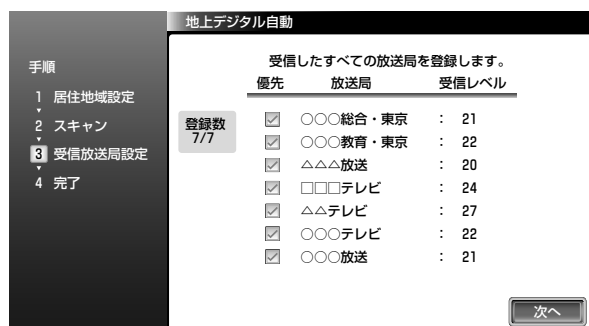 地上デジタル自動
手順
1 居住地域設定
2 スキャン
3 受信放送局設定
4 完了
受信したすべての放送局を登録します。
優先 放送局 受信レベル
登録数
7/7
○○○総合・東京 : 21
○○○教育・東京 : 22
△△△放送 : 20
□□□テレビ : 24
△△テレビ : 27
○○○テレビ : 22
○○○放送 : 21
次へ